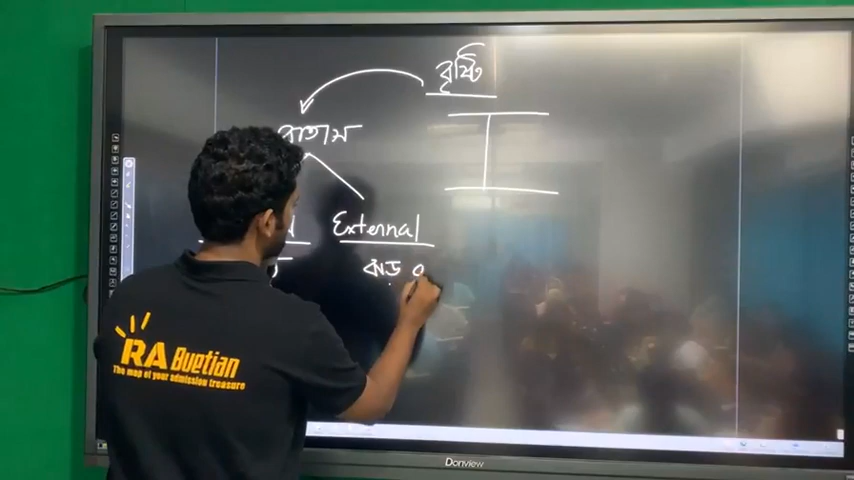 বৃষ্টি
বাতাস
External
ঝড়
RA Buetian
The map of your admission treasure
Donview